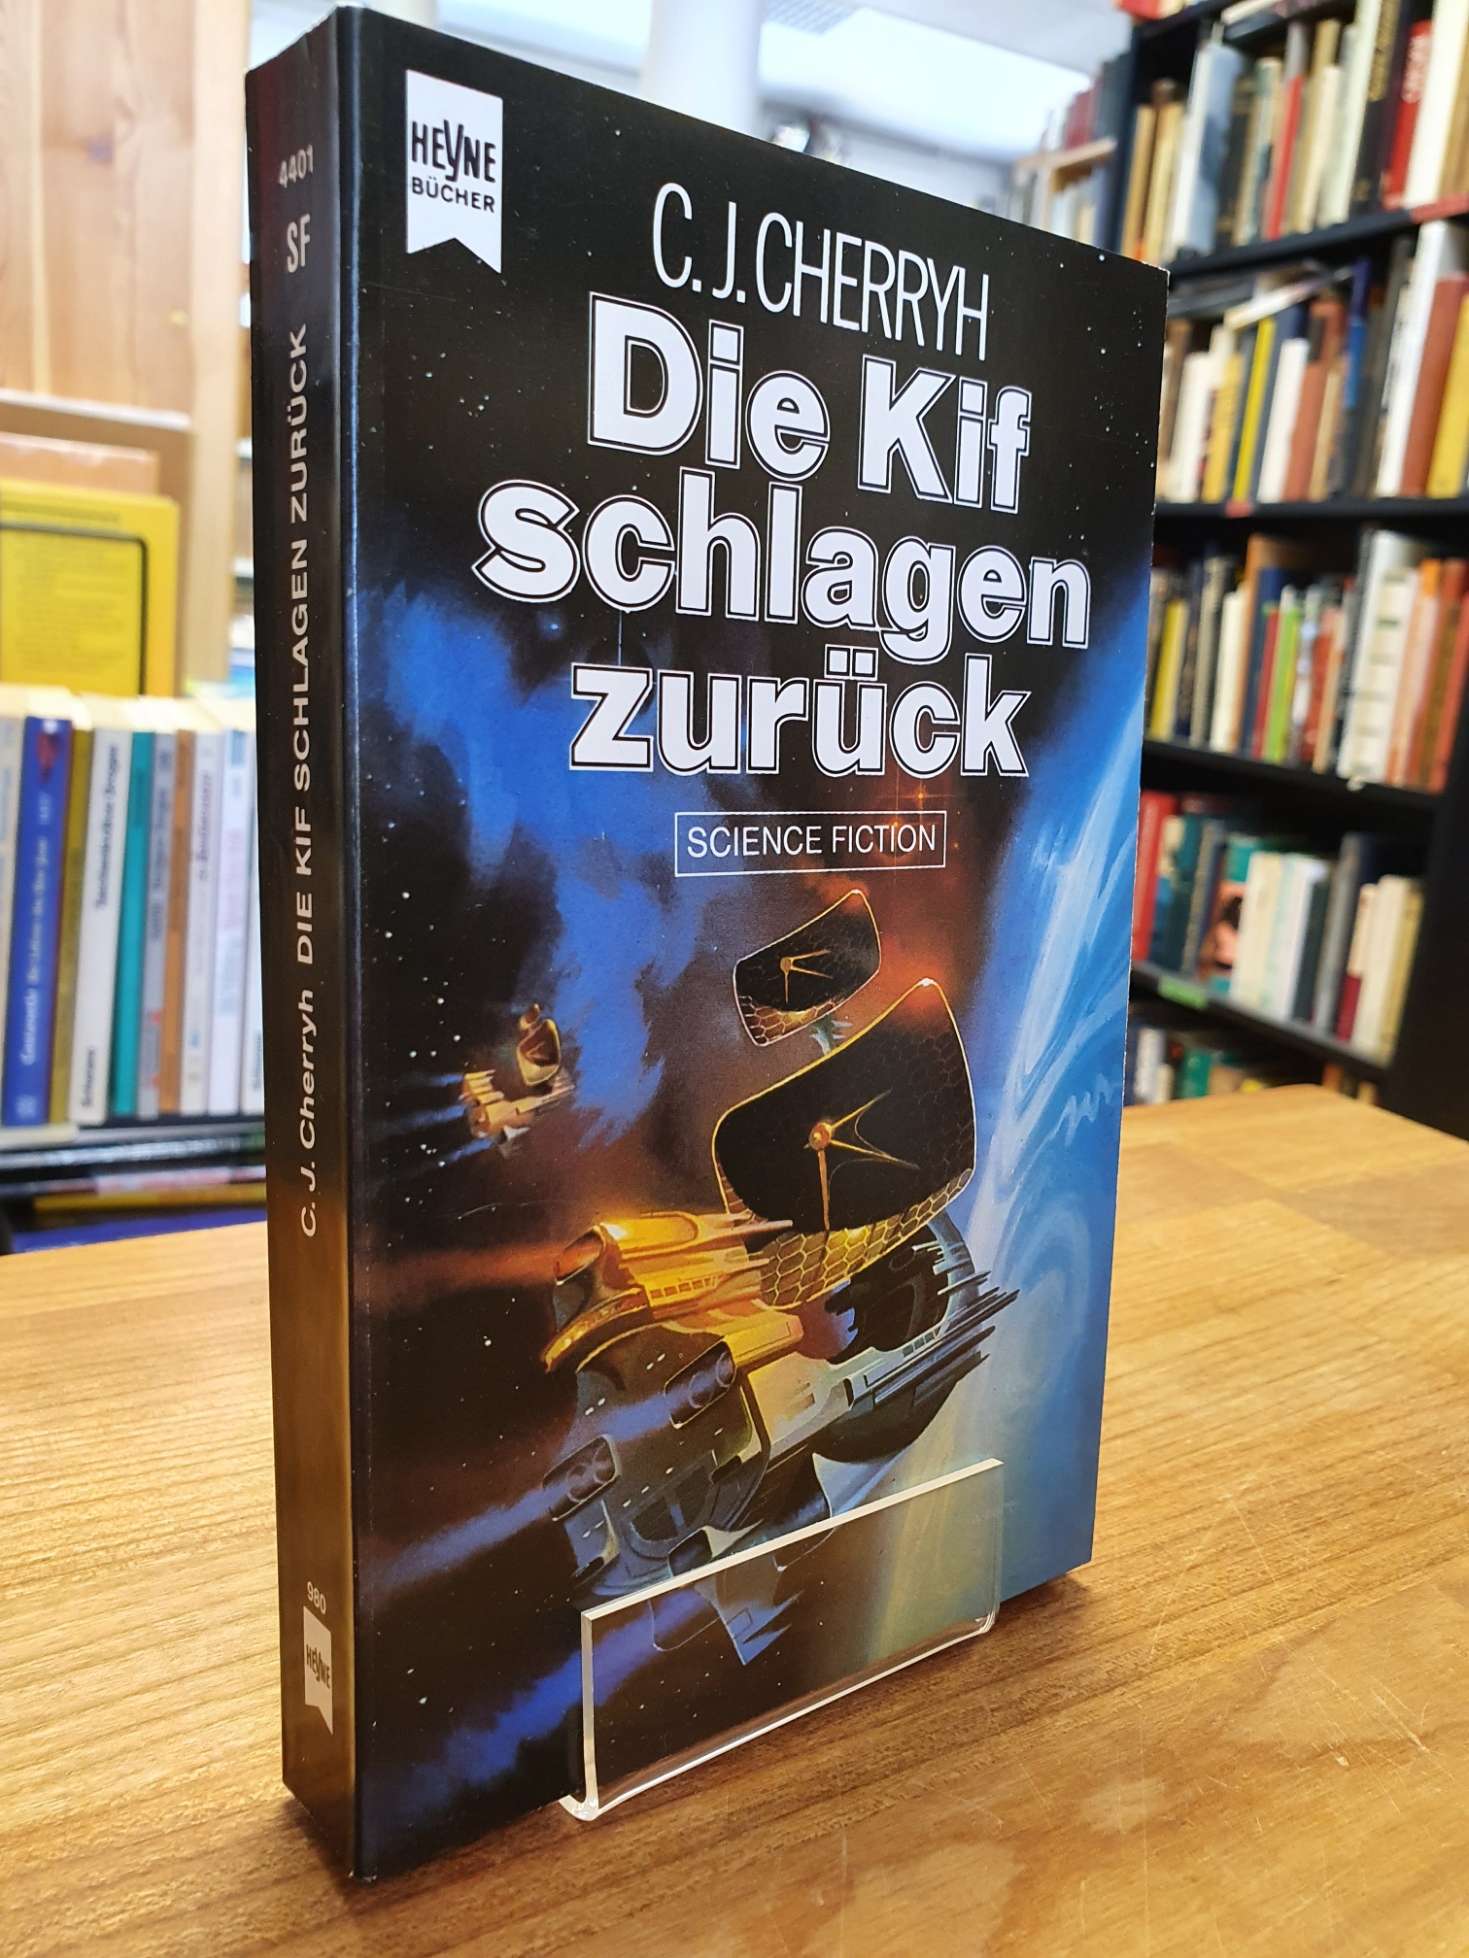 HEYNE
BÜCHER
C. J. CHERRYH
Die Kif
schlagen
zurück
SCIENCE FICTION
4401
SF
C. J. Cherryh DIE KIF SCHLAGEN ZURÜCK
980
HEYNE